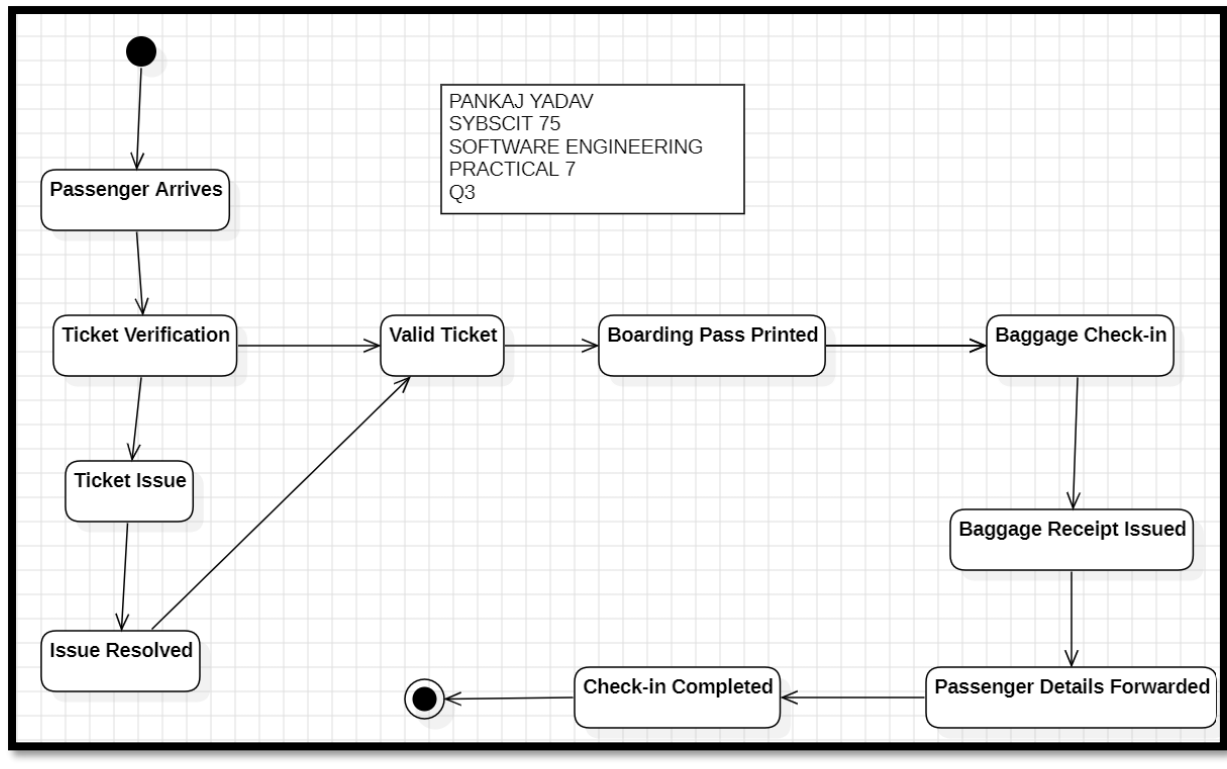 PANKAJ YADAV
SYBSCIT 75
SOFTWARE ENGINEERING
PRACTICAL 7
Q3
Passenger Arrives
Ticket Verification
Valid Ticket
Boarding Pass Printed
Baggage Check-in
Ticket Issue
Baggage Receipt Issued
Issue Resolved
Check-in Completed
Passenger Details Forwarded